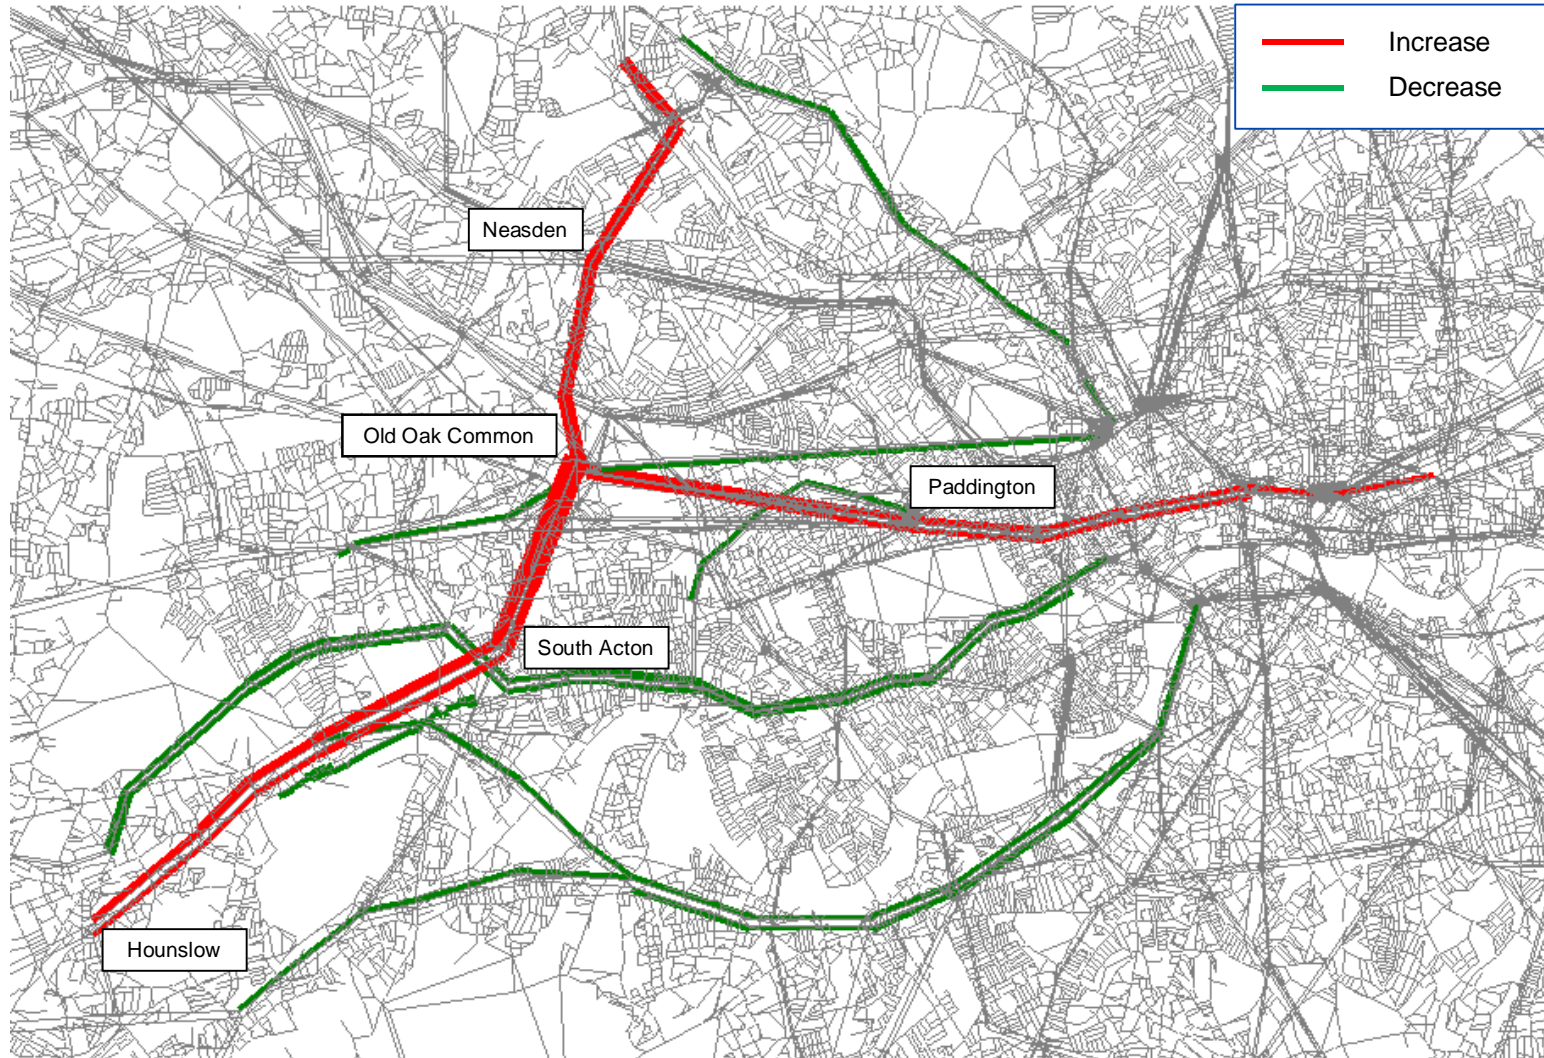 Increase
Decrease
Neasden
Old Oak Common
Paddington
South Acton
Hounslow